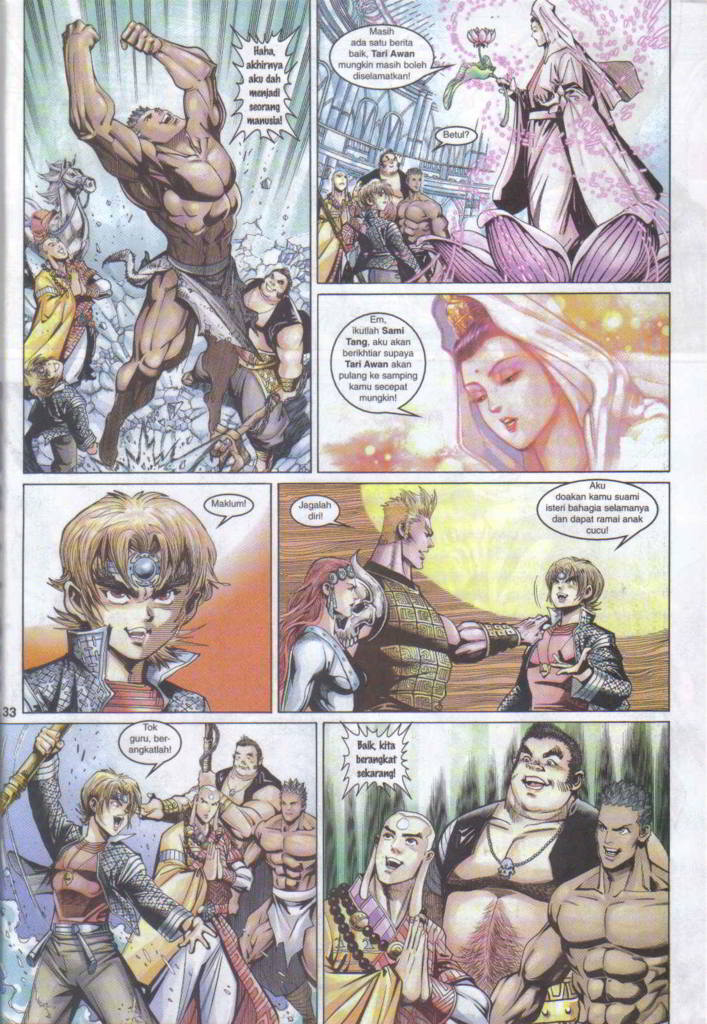 Haha,
akhirnya
aku dah
menjadi
seorang
manusia!
Masih
ada satu berita
baik, Tari Awan
mungkin masih boleh
diselamatkan!
Betul?
Em,
ikutlah Sami
Tang, aku akan
berikhtiar supaya
Tari Awan akan
pulang ke samping
kamu secepat
mungkin!
Maklum!
Jagalah
diri!
Aku
doakan kamu suami
isteri bahagia selamanya
dan dapat ramai anak
cucu!
33
Tok
guru, ber-
angkatlah!
Baik, kita
berangkat
sekarang!